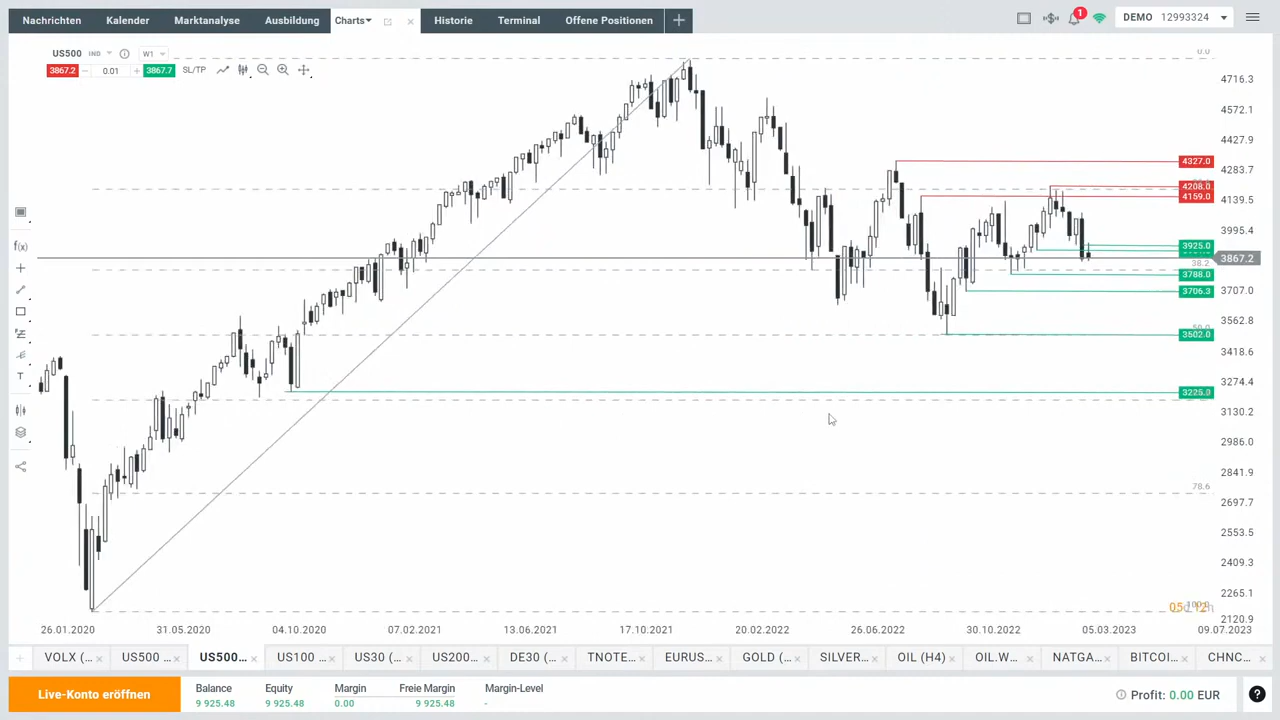 Nachrichten Kalender Marktanalyse Ausbildung Charts Historie Terminal Offene Positionen
1 DEMO 12993324
US500 IND W1
3867.2 0.01 3867.7 SL/TP
0.0
4716.3
4572.1
4427.9
4283.7
4139.5
3995.4
3867.2
3707.0
3562.8
3418.6
3274.4
3130.2
2986.0
2841.9
2697.7
2553.5
2409.3
2265.1
2120.9
4327.0
4208.0
4159.0
3925.0
38.2
3788.0
3706.3
50.0
3502.0
3225.0
78.6
100.0
f(x)
T
26.01.2020 31.05.2020 04.10.2020 07.02.2021 13.06.2021 17.10.2021 20.02.2022 26.06.2022 30.10.2022 05.03.2023 09.07.2023
VOLX (... US500 ... US500... US100 ... US30 (... US200... DE30 (... TNOTE... EURUS... GOLD (... SILVER... OIL (H4) OIL.W... NATGA... BITCOI... CHNC...
Live-Konto eröffnen
Balance Equity Margin Freie Margin Margin-Level
9 925.48 9 925.48 0.00 9 925.48 -
Profit: 0.00 EUR
?